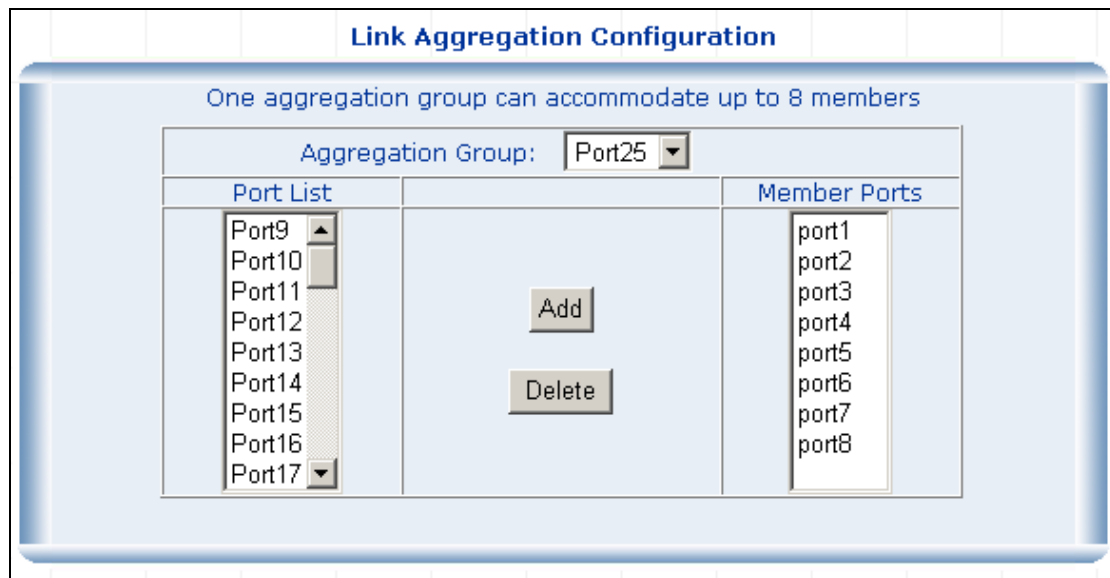 Link Aggregation Configuration
One aggregation group can accommodate up to 8 members
Aggregation Group: Port25
Port List Member Ports
Port9
Port10
Port11
Port12
Port13
Port14
Port15
Port16
Port17
Add
Delete
port1
port2
port3
port4
port5
port6
port7
port8